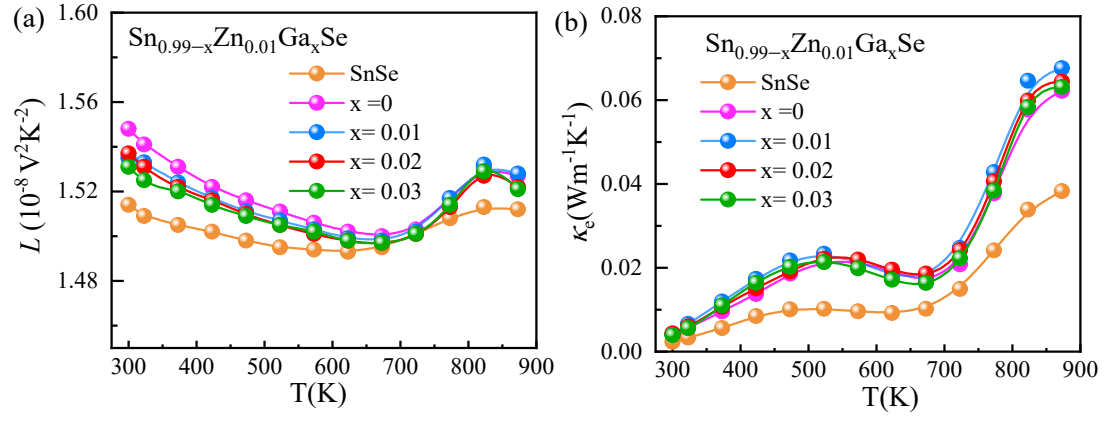 (a)
1.60
1.56
1.52
1.48
L (10⁻⁸ V²K⁻²)
Sn₀.₉₉₋ₓZn₀.₀₁GaₓSe
SnSe
x =0
x= 0.01
x= 0.02
x= 0.03
300 400 500 600 700 800 900
T(K)
(b)
0.08
0.06
0.04
0.02
0.00
κₑ(Wm⁻¹K⁻¹)
Sn₀.₉₉₋ₓZn₀.₀₁GaₓSe
SnSe
x =0
x= 0.01
x= 0.02
x= 0.03
300 400 500 600 700 800 900
T(K)